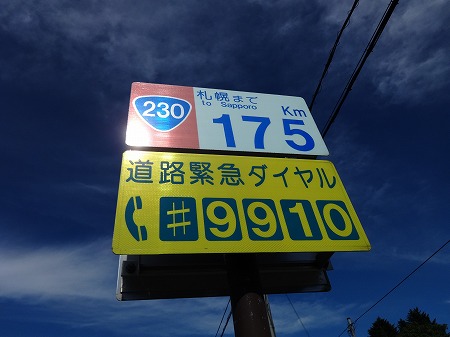 230
札幌まで
to Sapporo
175 Km
道路緊急ダイヤル
#9910